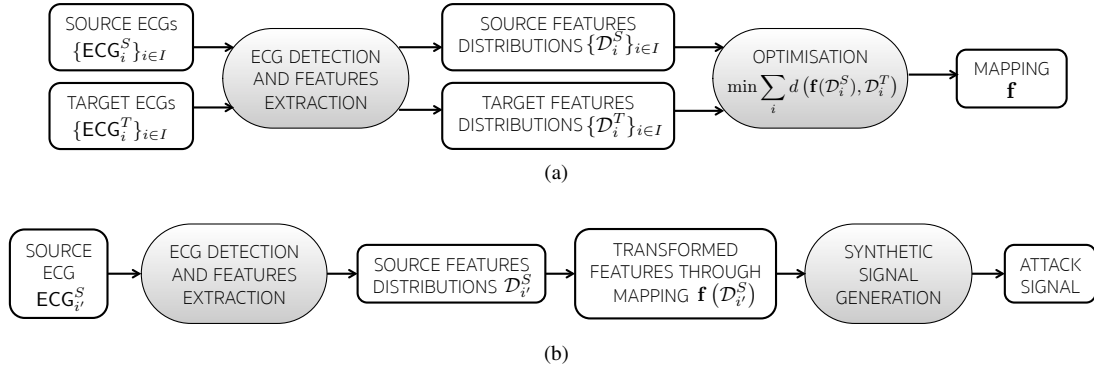 SOURCE ECGs
{ECG_i^S}_{i∈I}
TARGET ECGs
{ECG_i^T}_{i∈I}
ECG DETECTION
AND FEATURES
EXTRACTION
SOURCE FEATURES
DISTRIBUTIONS {𝒟_i^S}_{i∈I}
TARGET FEATURES
DISTRIBUTIONS {𝒟_i^T}_{i∈I}
OPTIMISATION
min ∑_i d (f(𝒟_i^S), 𝒟_i^T)
MAPPING
f
(a)
SOURCE
ECG
ECG_{i'}^S
ECG DETECTION
AND FEATURES
EXTRACTION
SOURCE FEATURES
DISTRIBUTIONS 𝒟_{i'}^S
TRANSFORMED
FEATURES THROUGH
MAPPING f (𝒟_{i'}^S)
SYNTHETIC
SIGNAL
GENERATION
ATTACK
SIGNAL
(b)